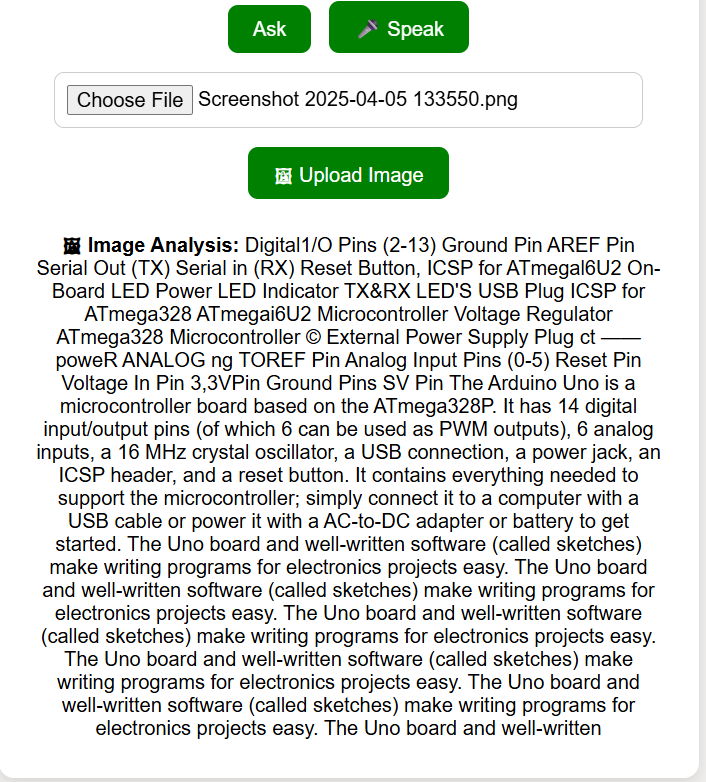 Ask
🎤 Speak
Choose File Screenshot 2025-04-05 133550.png
🖼 Upload Image
🖼 Image Analysis: Digital1/O Pins (2-13) Ground Pin AREF Pin
Serial Out (TX) Serial in (RX) Reset Button, ICSP for ATmegal6U2 On-
Board LED Power LED Indicator TX&RX LED'S USB Plug ICSP for
ATmega328 ATmegai6U2 Microcontroller Voltage Regulator
ATmega328 Microcontroller © External Power Supply Plug ct ——
poweR ANALOG ng TOREF Pin Analog Input Pins (0-5) Reset Pin
Voltage In Pin 3,3VPin Ground Pins SV Pin The Arduino Uno is a
microcontroller board based on the ATmega328P. It has 14 digital
input/output pins (of which 6 can be used as PWM outputs), 6 analog
inputs, a 16 MHz crystal oscillator, a USB connection, a power jack, an
ICSP header, and a reset button. It contains everything needed to
support the microcontroller; simply connect it to a computer with a
USB cable or power it with a AC-to-DC adapter or battery to get
started. The Uno board and well-written software (called sketches)
make writing programs for electronics projects easy. The Uno board
and well-written software (called sketches) make writing programs for
electronics projects easy. The Uno board and well-written software
(called sketches) make writing programs for electronics projects easy.
The Uno board and well-written software (called sketches) make
writing programs for electronics projects easy. The Uno board and
well-written software (called sketches) make writing programs for
electronics projects easy. The Uno board and well-written